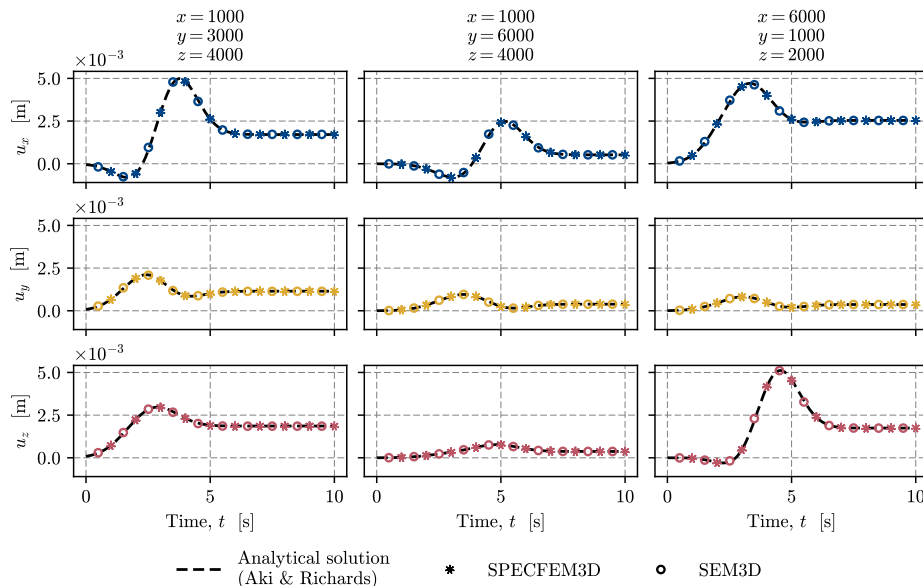 x = 1000 x = 1000 x = 6000
y = 3000 y = 6000 y = 1000
z = 4000 z = 4000 z = 2000
×10⁻³
5.0
2.5
0.0
u_x [m]
×10⁻³
5.0
2.5
0.0
u_y [m]
×10⁻³
5.0
2.5
0.0
u_z [m]
0 5 10 0 5 10 0 5 10
Time, t [s] Time, t [s] Time, t [s]
Analytical solution
(Aki & Richards)
SPECFEM3D
SEM3D